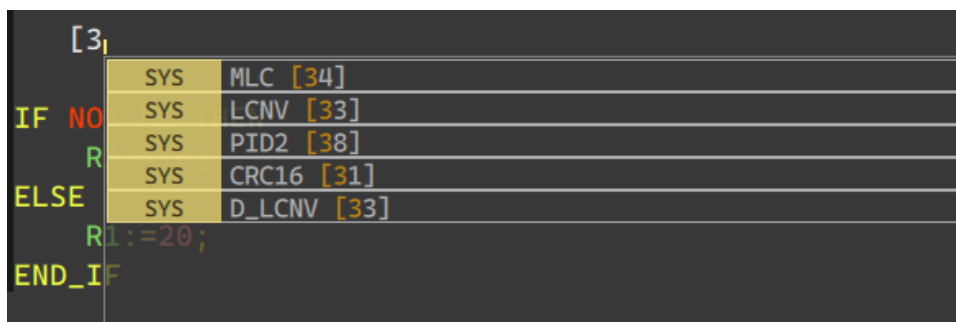 [3
SYS MLC [34]
IF NO SYS LCNV [33]
SYS PID2 [38]
R SYS CRC16 [31]
ELSE SYS D_LCNV [33]
R1:=20;
END_IF